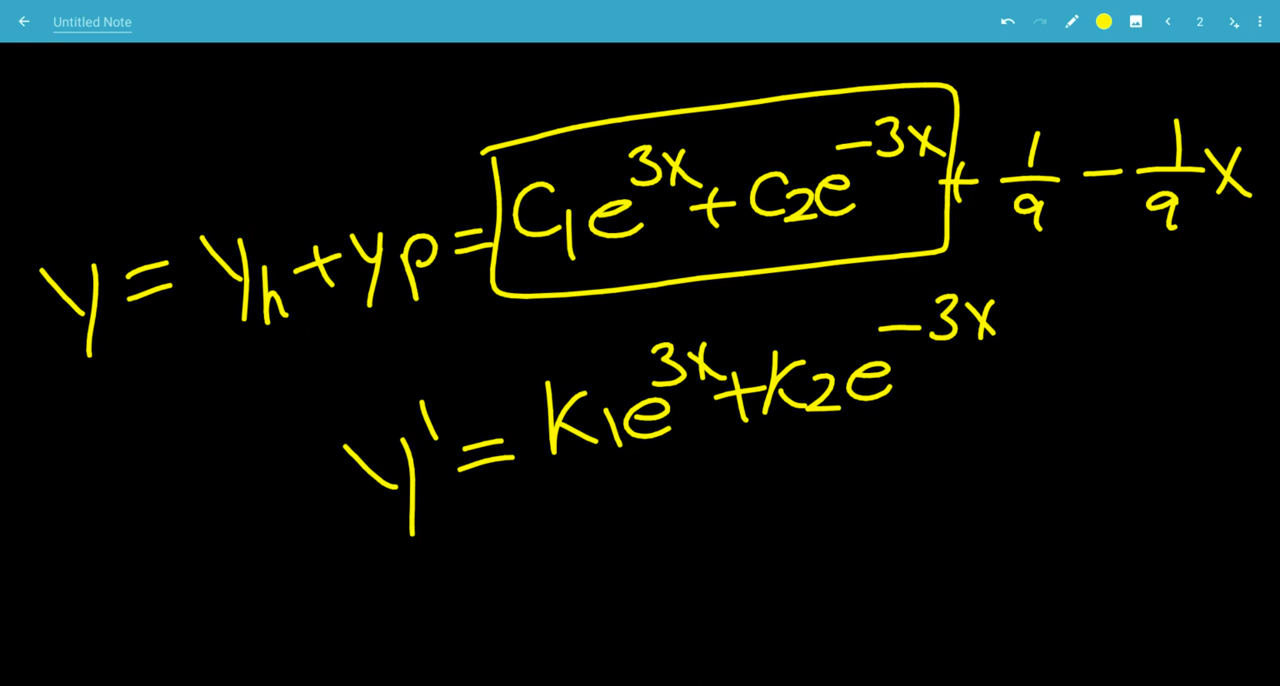 Untitled Note
2
y = yh + yp = C1e^3x + C2e^-3x + 1/9 - 1/9 x
y' = K1e^3x + K2e^-3x